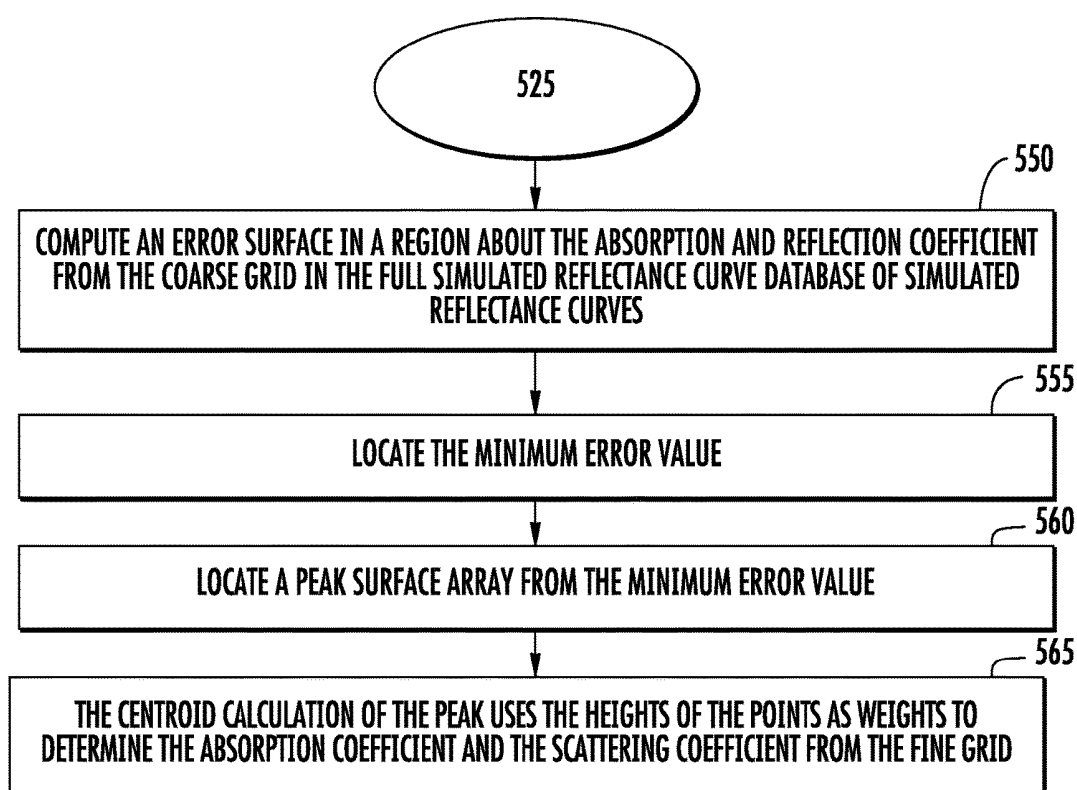 525
550
COMPUTE AN ERROR SURFACE IN A REGION ABOUT THE ABSORPTION AND REFLECTION COEFFICIENT
FROM THE COARSE GRID IN THE FULL SIMULATED REFLECTANCE CURVE DATABASE OF SIMULATED
REFLECTANCE CURVES
555
LOCATE THE MINIMUM ERROR VALUE
560
LOCATE A PEAK SURFACE ARRAY FROM THE MINIMUM ERROR VALUE
565
THE CENTROID CALCULATION OF THE PEAK USES THE HEIGHTS OF THE POINTS AS WEIGHTS TO
DETERMINE THE ABSORPTION COEFFICIENT AND THE SCATTERING COEFFICIENT FROM THE FINE GRID